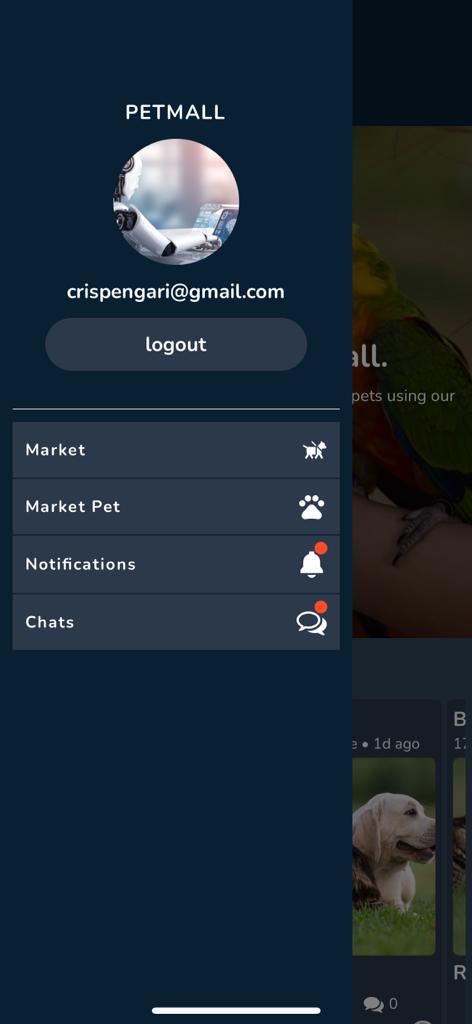 PETMALL
crispengari@gmail.com
logout
Market
Market Pet
Notifications
Chats
all.
pets using our
e • 1d ago
B
17
R
0